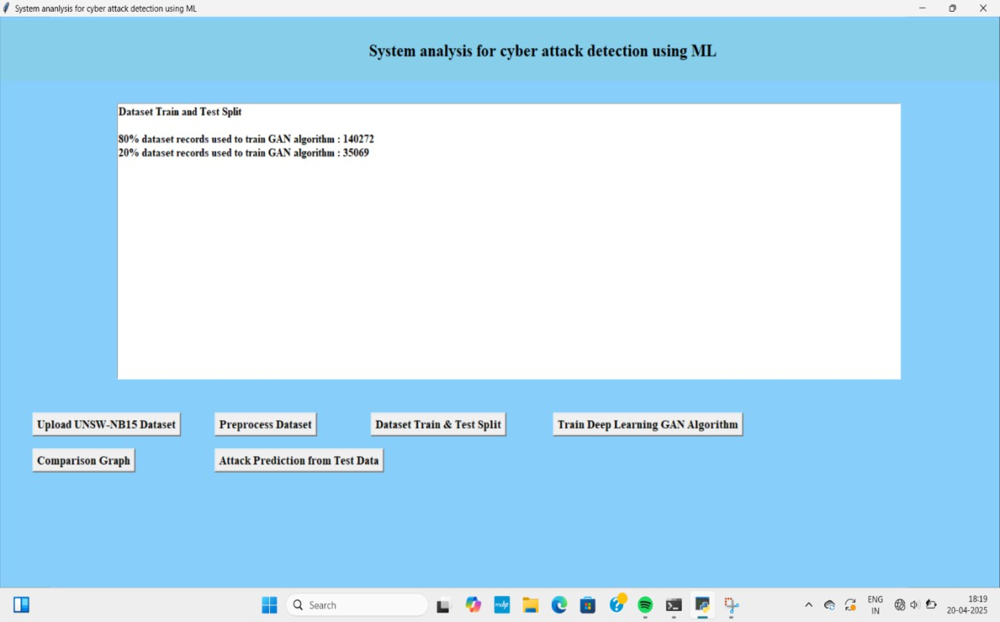 System ananlysis for cyber attack detection using ML
System analysis for cyber attack detection using ML
Dataset Train and Test Split
80% dataset records used to train GAN algorithm : 140272
20% dataset records used to train GAN algorithm : 35069
Upload UNSW-NB15 Dataset
Preprocess Dataset
Dataset Train & Test Split
Train Deep Learning GAN Algorithm
Comparison Graph
Attack Prediction from Test Data
Search
ENG
IN
18:19
20-04-2025